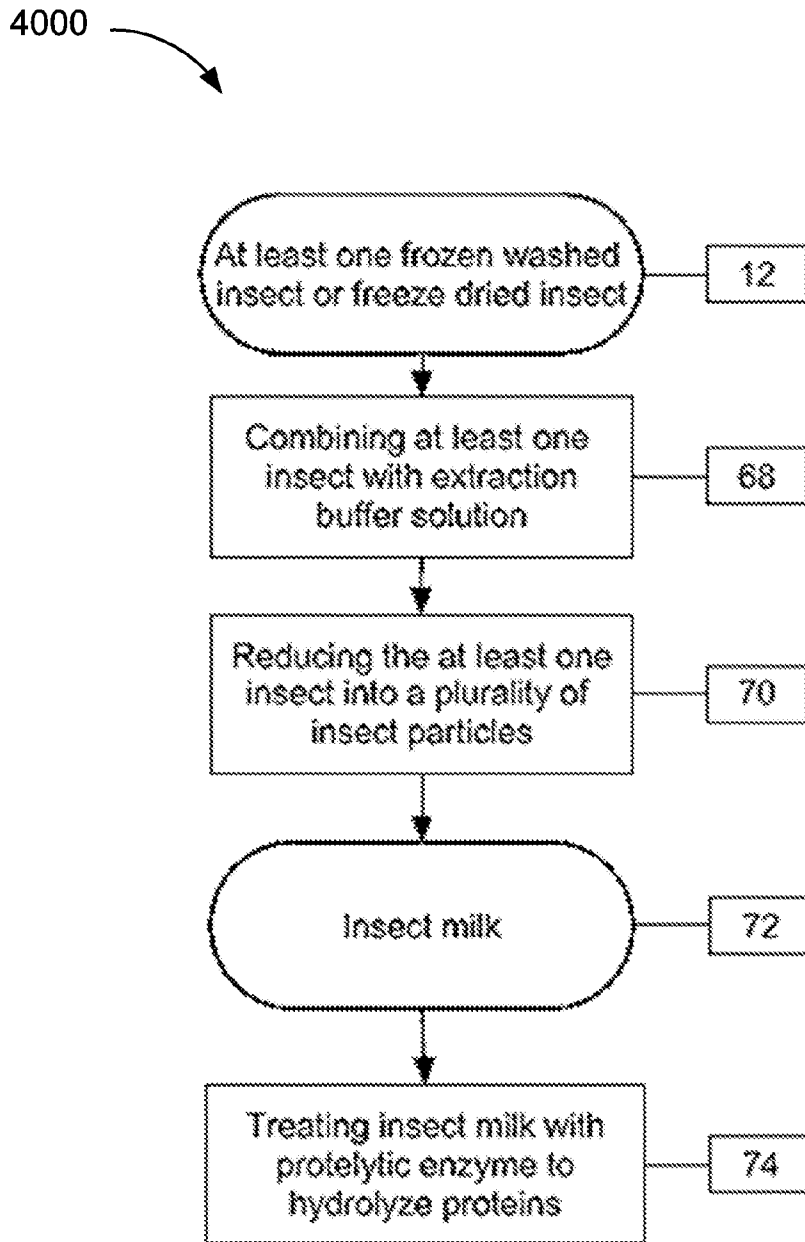 4000
At least one frozen washed
insect or freeze dried insect
12
Combining at least one
insect with extraction
buffer solution
68
Reducing the at least one
insect into a plurality of
insect particles
70
Insect milk
72
Treating insect milk with
protelytic enzyme to
hydrolyze proteins
74